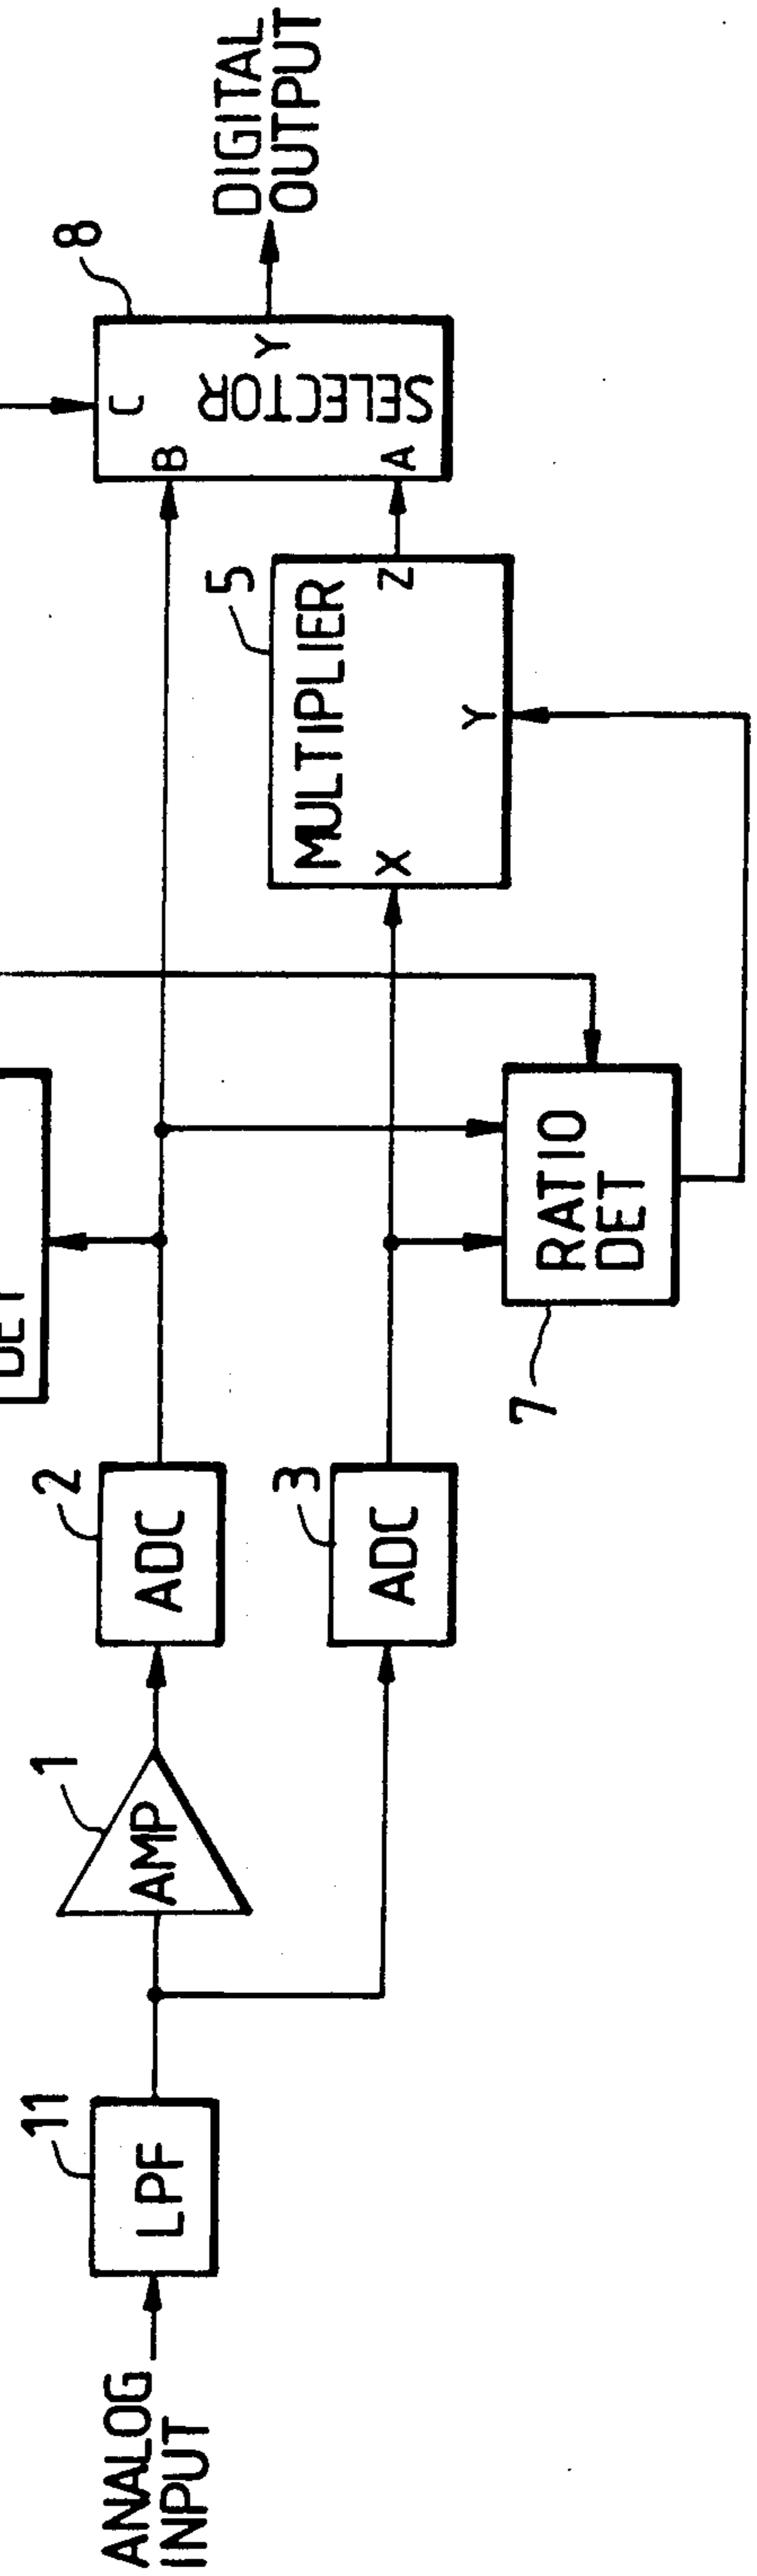 ANALOG
INPUT
11
LPF
1
AMP
2
ADC
3
ADC
DET
7
RATIO
DET
5
MULTIPLIER
X
Y
Z
8
B
A
C
SELECTOR
Y
DIGITAL
OUTPUT